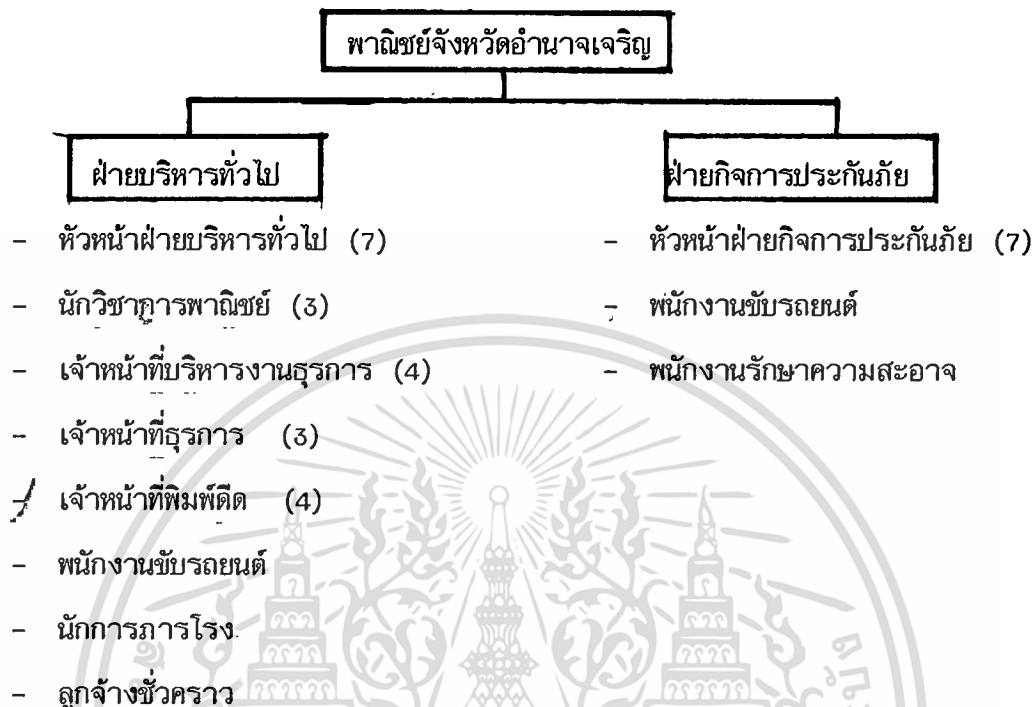 พาณิชย์จังหวัดอำนาจเจริญ
ฝ่ายบริหารทั่วไป
- หัวหน้าฝ่ายบริหารทั่วไป (7)
- นักวิชาการพาณิชย์ (3)
- เจ้าหน้าที่บริหารงานธุรการ (4)
- เจ้าหน้าที่ธุรการ (3)
- เจ้าหน้าที่พิมพ์ดีด (4)
- พนักงานขับรถยนต์
- นักการภารโรง
- ลูกจ้างชั่วคราว
ฝ่ายกิจการประกันภัย
- หัวหน้าฝ่ายกิจการประกันภัย (7)
- พนักงานขับรถยนต์
- พนักงานรักษาความสะอาด